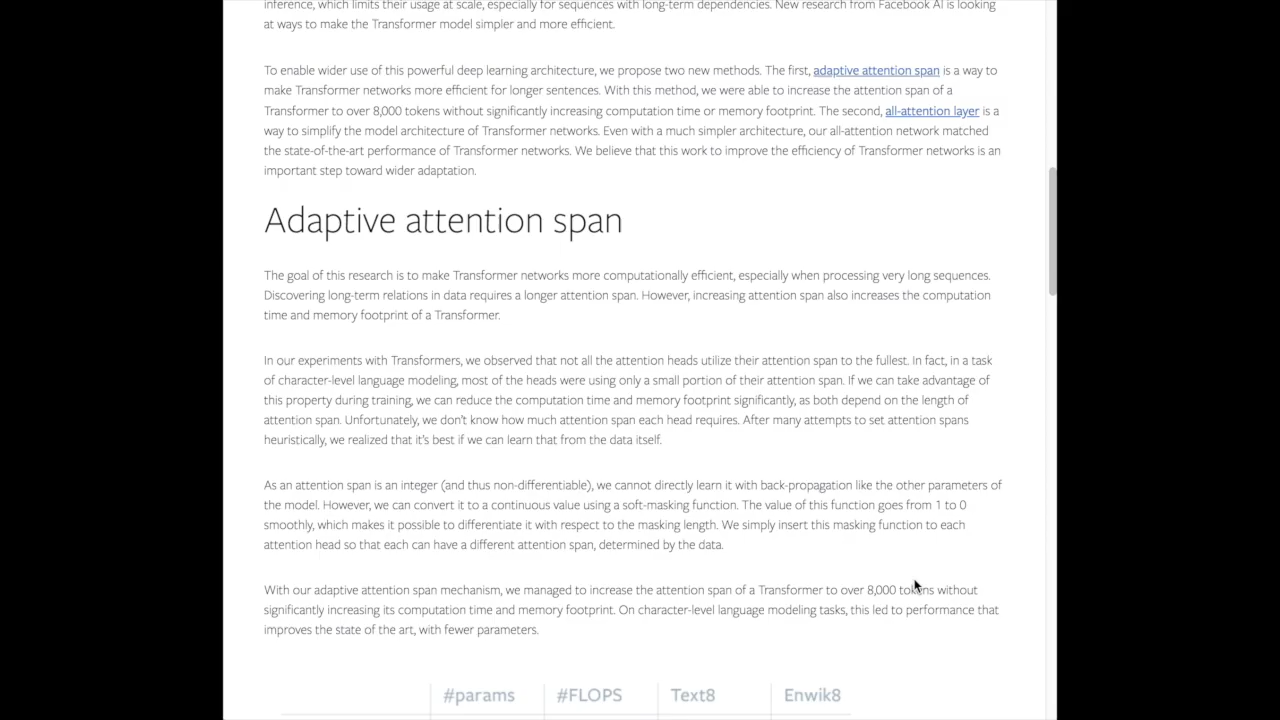 inference, which limits their usage at scale, especially for sequences with long-term dependencies. New research from Facebook AI is looking
at ways to make the Transformer model simpler and more efficient.
To enable wider use of this powerful deep learning architecture, we propose two new methods. The first, adaptive attention span is a way to
make Transformer networks more efficient for longer sentences. With this method, we were able to increase the attention span of a
Transformer to over 8,000 tokens without significantly increasing computation time or memory footprint. The second, all-attention layer is a
way to simplify the model architecture of Transformer networks. Even with a much simpler architecture, our all-attention network matched
the state-of-the-art performance of Transformer networks. We believe that this work to improve the efficiency of Transformer networks is an
important step toward wider adaptation.
Adaptive attention span
The goal of this research is to make Transformer networks more computationally efficient, especially when processing very long sequences.
Discovering long-term relations in data requires a longer attention span. However, increasing attention span also increases the computation
time and memory footprint of a Transformer.
In our experiments with Transformers, we observed that not all the attention heads utilize their attention span to the fullest. In fact, in a task
of character-level language modeling, most of the heads were using only a small portion of their attention span. If we can take advantage of
this property during training, we can reduce the computation time and memory footprint significantly, as both depend on the length of
attention span. Unfortunately, we don't know how much attention span each head requires. After many attempts to set attention spans
heuristically, we realized that it's best if we can learn that from the data itself.
As an attention span is an integer (and thus non-differentiable), we cannot directly learn it with back-propagation like the other parameters of
the model. However, we can convert it to a continuous value using a soft-masking function. The value of this function goes from 1 to 0
smoothly, which makes it possible to differentiate it with respect to the masking length. We simply insert this masking function to each
attention head so that each can have a different attention span, determined by the data.
With our adaptive attention span mechanism, we managed to increase the attention span of a Transformer to over 8,000 tokens without
significantly increasing its computation time and memory footprint. On character-level language modeling tasks, this led to performance that
improves the state of the art, with fewer parameters.
#params #FLOPS Text8 Enwik8